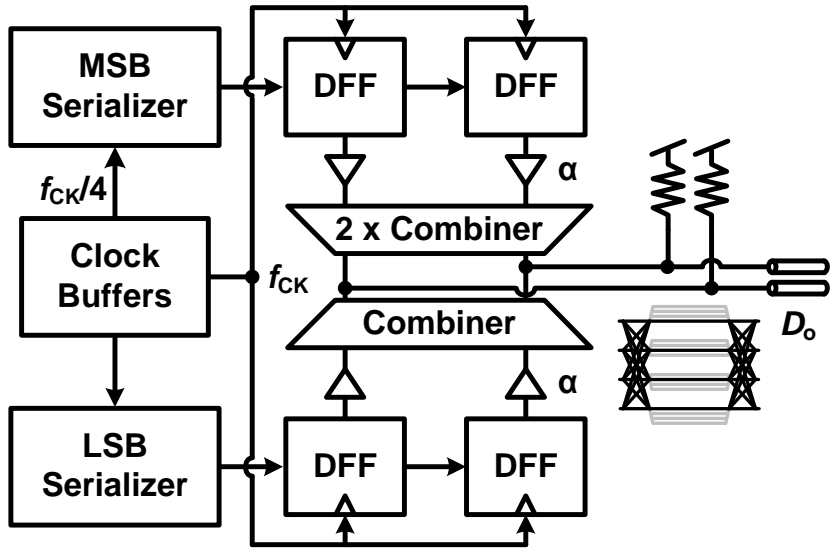 MSB
Serializer
DFF
DFF
α
f_CK/4
2 x Combiner
Clock
Buffers
f_CK
Combiner
D_o
α
LSB
Serializer
DFF
DFF